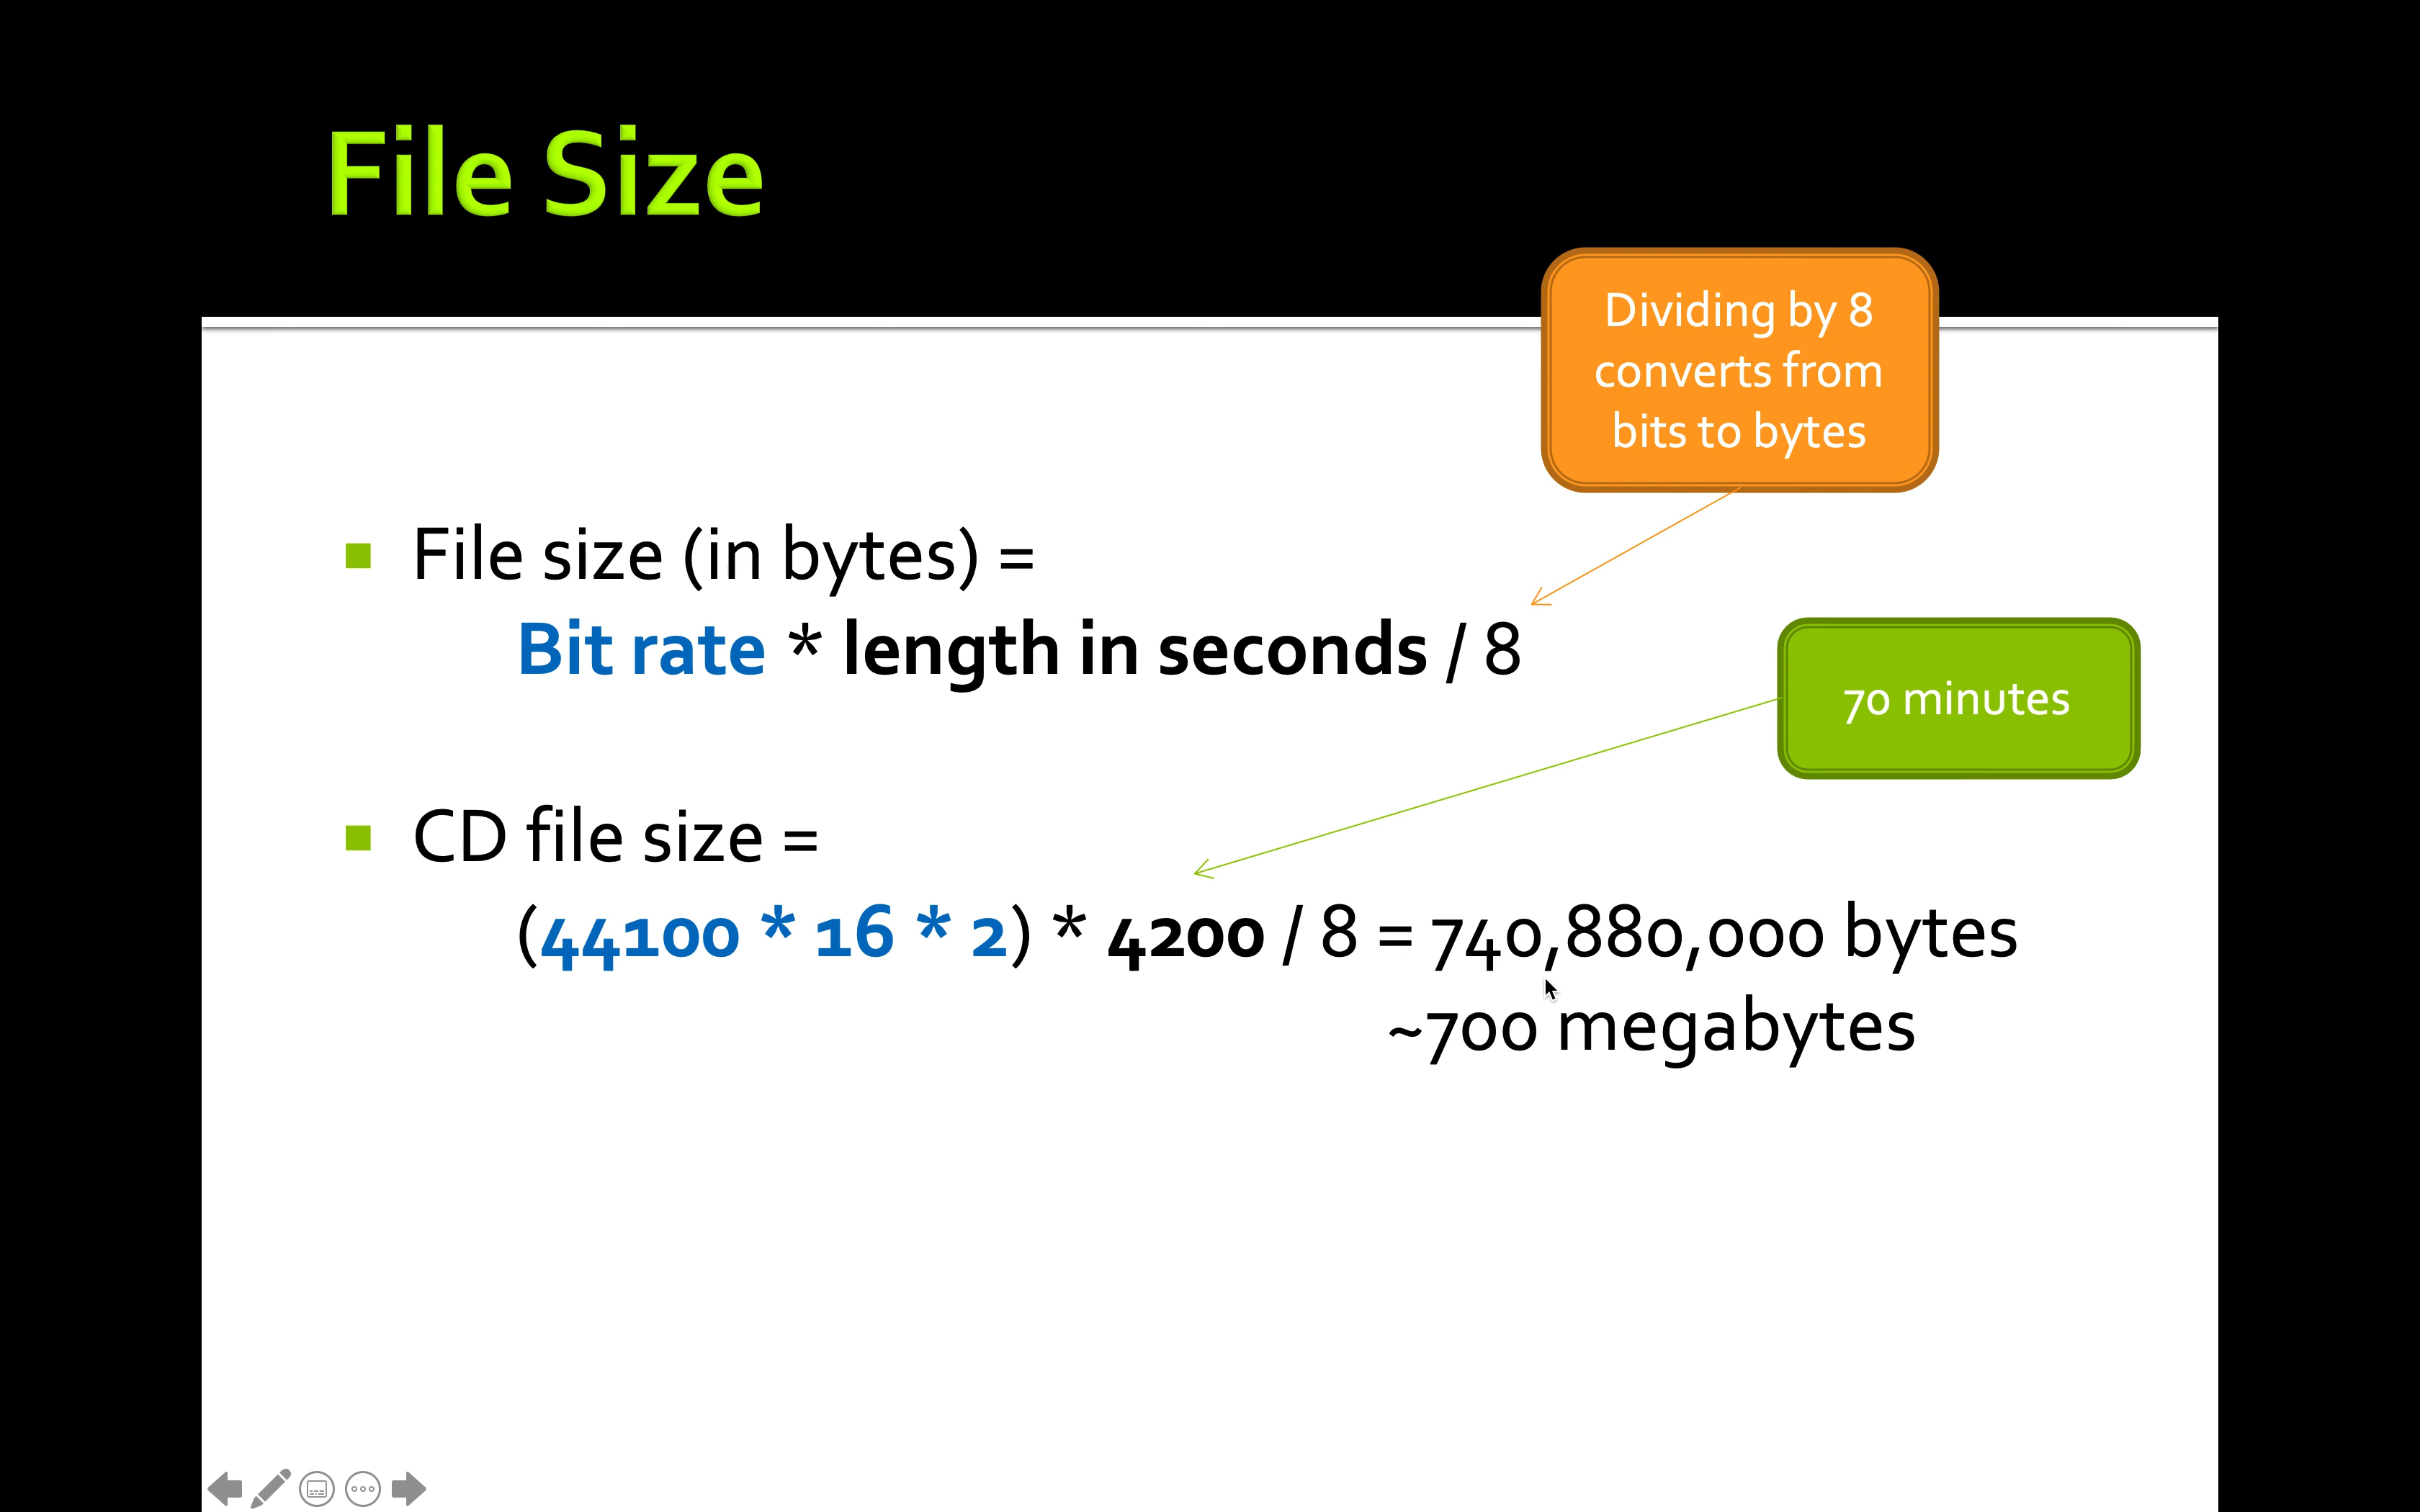 File Size
Dividing by 8
converts from
bits to bytes
File size (in bytes) =
Bit rate * length in seconds / 8
70 minutes
CD file size =
(44100 * 16 * 2) * 4200 / 8 = 740,880,000 bytes
~700 megabytes